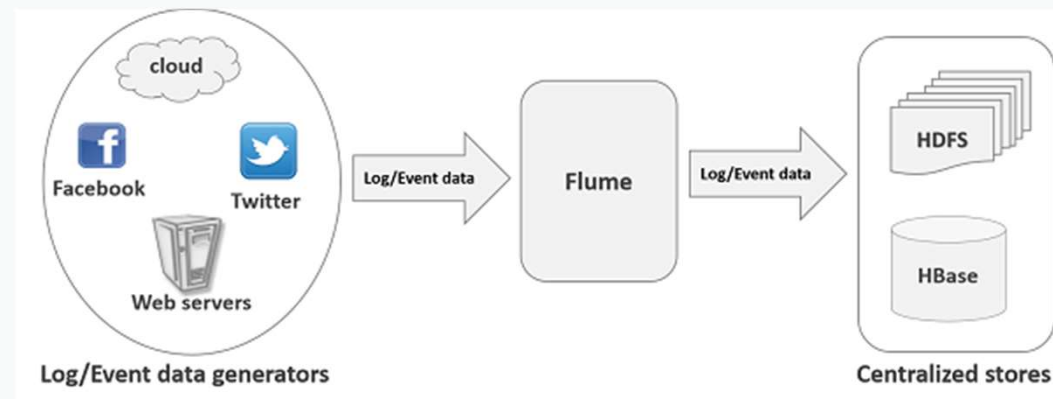 cloud
f
Facebook
Twitter
Web servers
Log/Event data generators
Log/Event data
Flume
Log/Event data
HDFS
HBase
Centralized stores